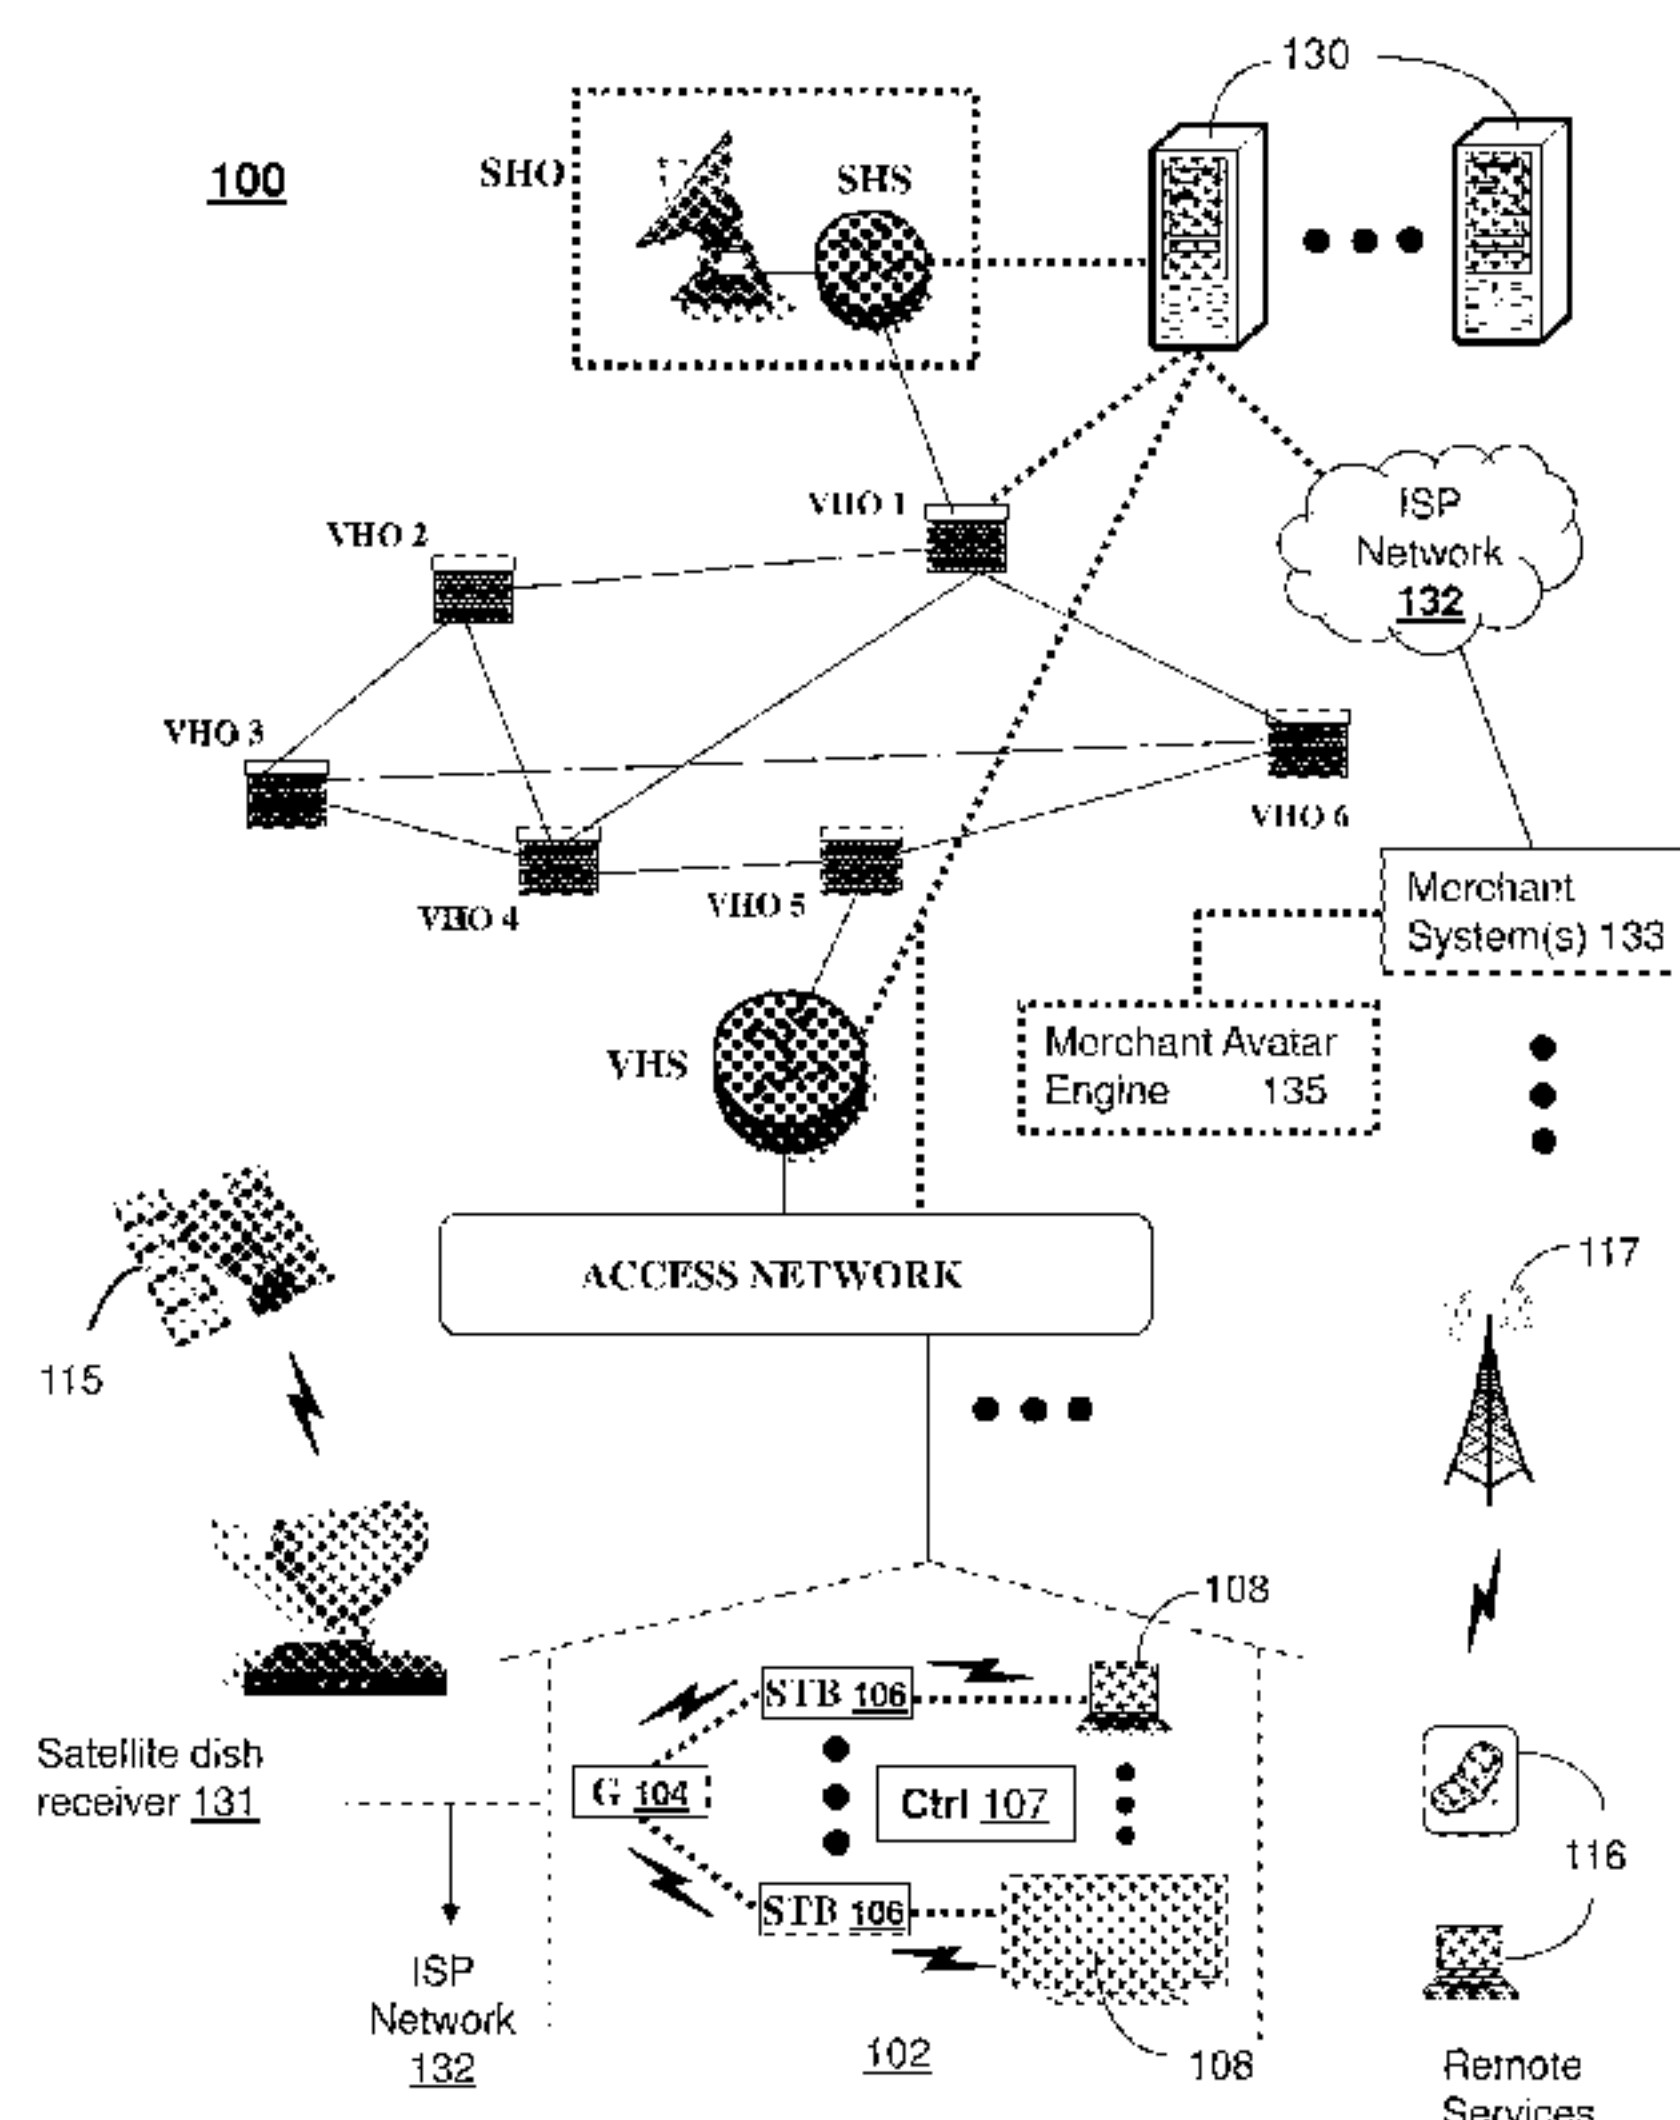 130
100
SHO
SHS
VHO 1
VHO 2
ISP
Network
132
VHO 3
VHO 6
VHO 4
VHO 5
Merchant
System(s) 133
Merchant Avatar
Engine 135
VHS
ACCESS NETWORK
117
115
108
STB 106
Satellite dish
receiver 131
G 104
Ctrl 107
116
STB 106
ISP
Network
132
102
108
Remote
Services